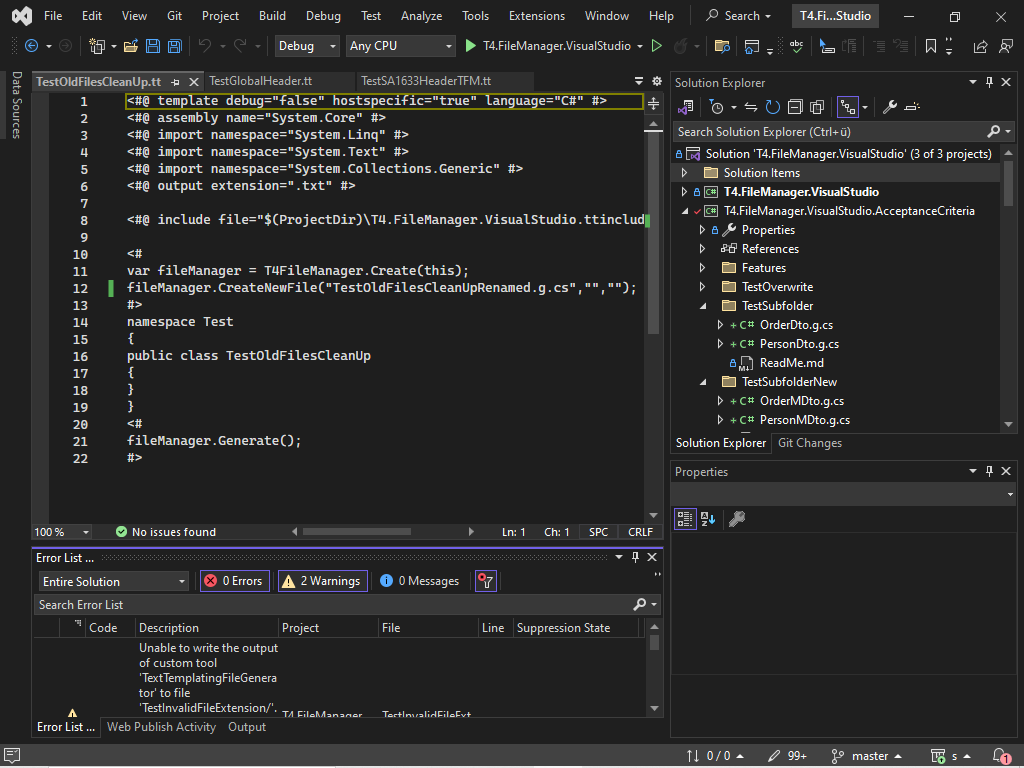 File Edit View Git Project Build Debug Test Analyze Tools Extensions Window Help Search T4.Fi...Studio
Debug Any CPU T4.FileManager.VisualStudio
Data Sources
TestOldFilesCleanUp.tt TestGlobalHeader.tt TestSA1633HeaderTFM.tt
1 <#@ template debug="false" hostspecific="true" language="C#" #>
2 <#@ assembly name="System.Core" #>
3 <#@ import namespace="System.Linq" #>
4 <#@ import namespace="System.Text" #>
5 <#@ import namespace="System.Collections.Generic" #>
6 <#@ output extension=".txt" #>
7
8 <#@ include file="$(ProjectDir)\T4.FileManager.VisualStudio.ttinclud
9
10 <#
11 var fileManager = T4FileManager.Create(this);
12 fileManager.CreateNewFile("TestOldFilesCleanUpRenamed.g.cs","","");
13 #>
14 namespace Test
15 {
16 public class TestOldFilesCleanUp
17 {
18 }
19 }
20 <#
21 fileManager.Generate();
22 #>
100 % No issues found Ln: 1 Ch: 1 SPC CRLF
Error List ...
Entire Solution 0 Errors 2 Warnings 0 Messages
Search Error List
Code Description Project File Line Suppression State
Unable to write the output
of custom tool
'TextTemplatingFileGenera
tor' to file
'TestInvalidFileExtension/'.
T4.FileManager. TestInvalidFileExt
Error List ... Web Publish Activity Output
Solution Explorer
Search Solution Explorer (Ctrl+ü)
Solution 'T4.FileManager.VisualStudio' (3 of 3 projects)
Solution Items
C# T4.FileManager.VisualStudio
C# T4.FileManager.VisualStudio.AcceptanceCriteria
Properties
References
Features
TestOverwrite
TestSubfolder
+ C# OrderDto.g.cs
+ C# PersonDto.g.cs
ReadMe.md
TestSubfolderNew
+ C# OrderMDto.g.cs
+ C# PersonMDto.g.cs
Solution Explorer Git Changes
Properties
0 / 0 99+ master s 1